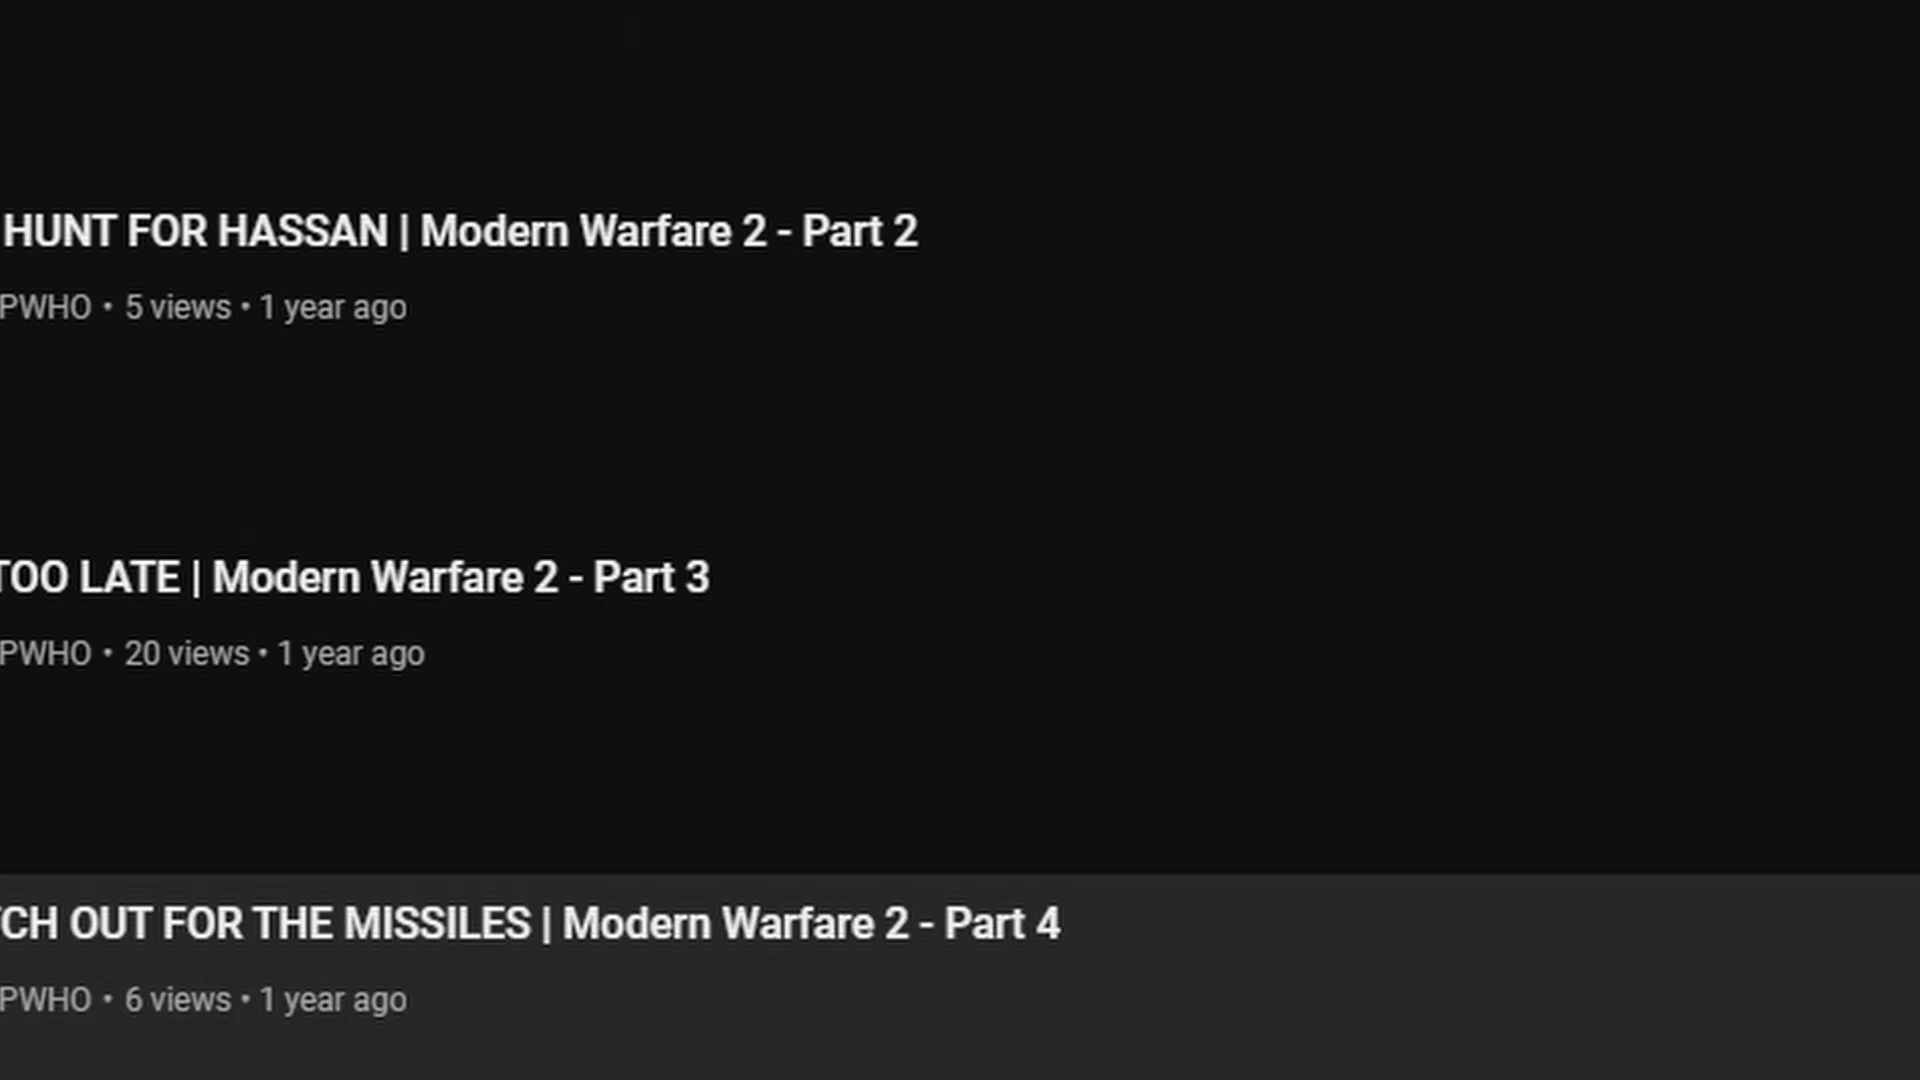 HUNT FOR HASSAN | Modern Warfare 2 - Part 2
PWHO • 5 views • 1 year ago
TOO LATE | Modern Warfare 2 - Part 3
PWHO • 20 views • 1 year ago
TCH OUT FOR THE MISSILES | Modern Warfare 2 - Part 4
PWHO • 6 views • 1 year ago